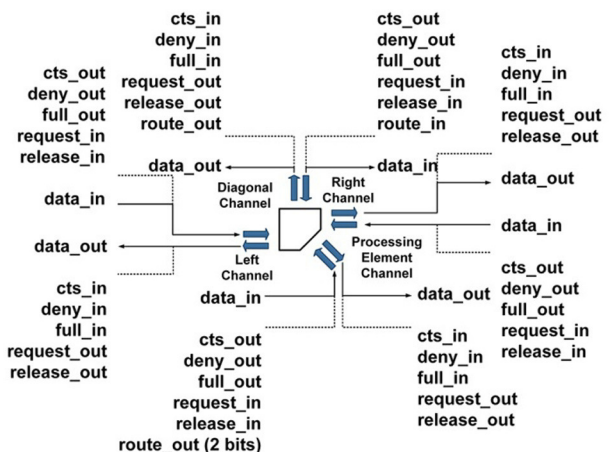 cts_in
deny_in
full_in
request_out
release_out
route_out
cts_out
deny_out
full_out
request_in
release_in
route_in
cts_in
deny_in
full_in
request_out
release_out
cts_out
deny_out
full_out
request_in
release_in
data_out
data_in
data_out
Diagonal
Channel
Right
Channel
data_in
data_in
data_out
Left
Channel
Processing
Element
Channel
data_in
data_out
cts_in
deny_in
full_in
request_out
release_out
cts_out
deny_out
full_out
request_in
release_in
route_out (2 bits)
cts_in
deny_in
full_in
request_out
release_out
cts_out
deny_out
full_out
request_in
release_in